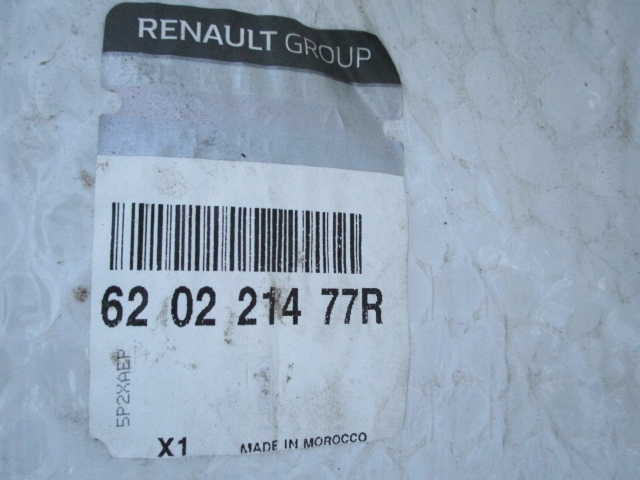 RENAULT GROUP
62 02 214 77R
5P2XAEP
X1
MADE IN MOROCCO